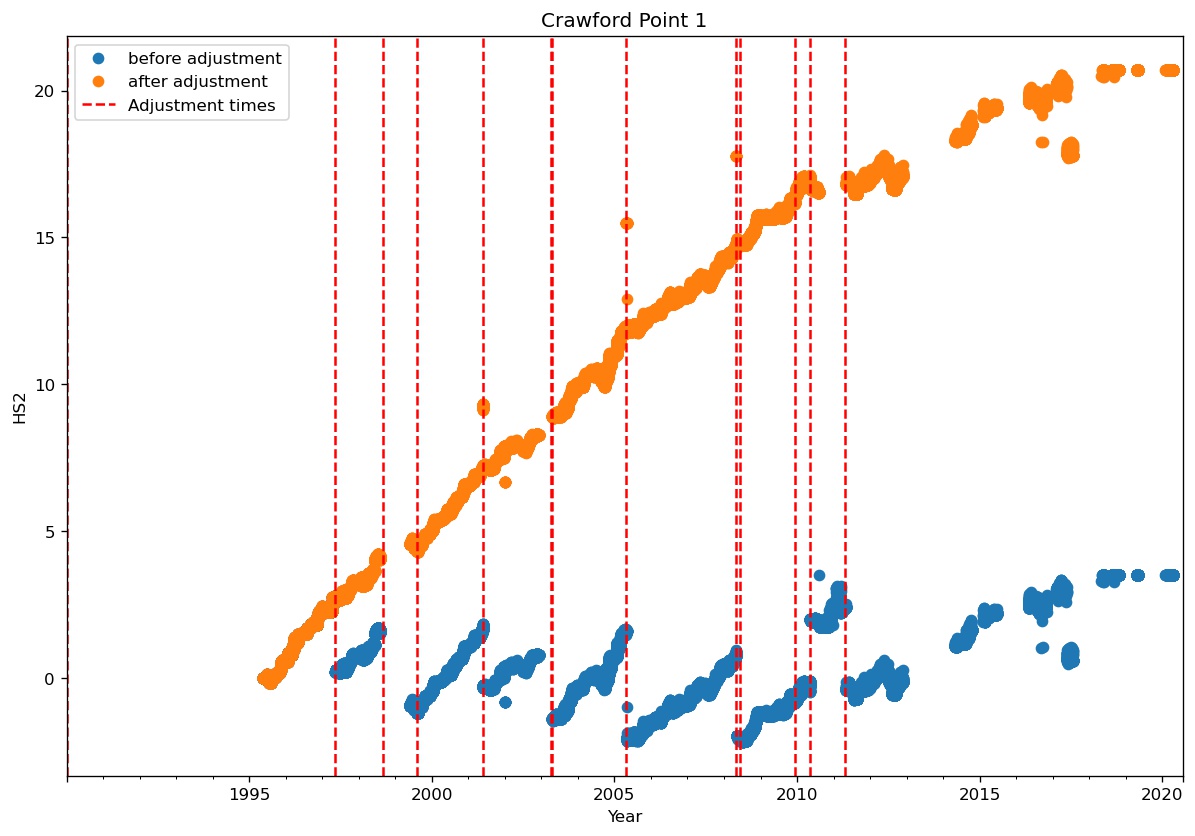 Crawford Point 1
before adjustment
after adjustment
Adjustment times
20
15
10
5
0
HS2
1995
2000
2005
2010
2015
2020
Year